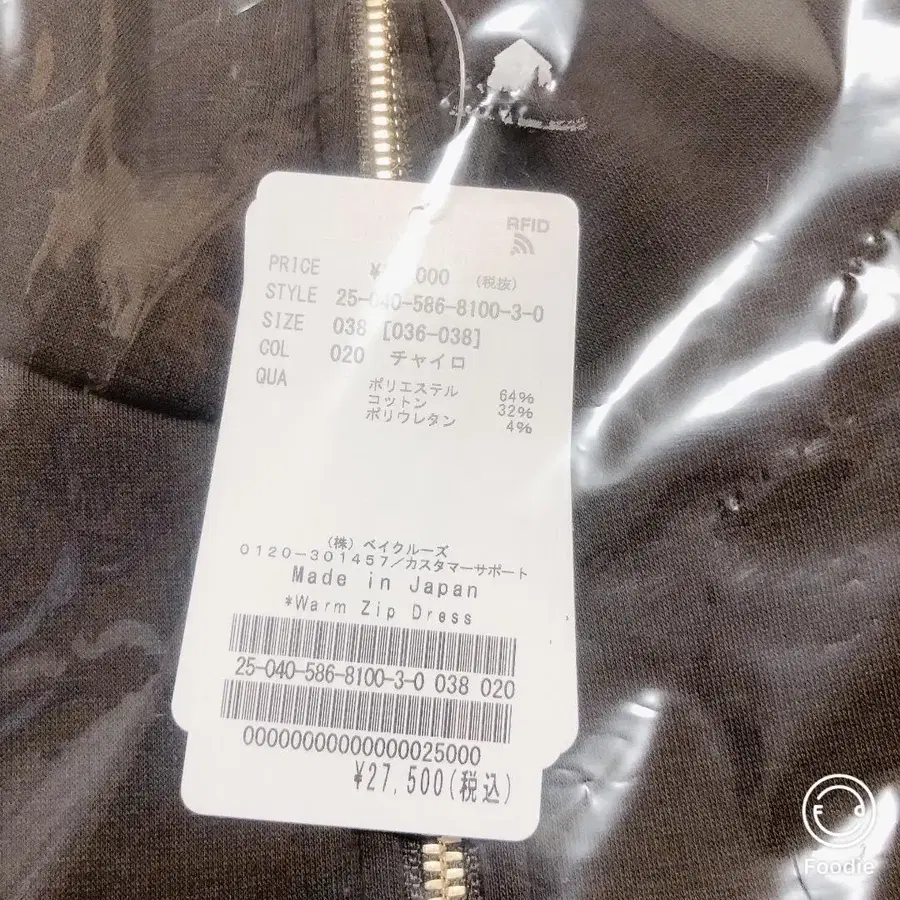 RFID
PRICE 000 (税抜)
STYLE 25-040-586-8100-3-0
SIZE 038 [036-038]
COL 020 チャイロ
QUA ポリエステル 64%
コットン 32%
ポリウレタン 4%
(株)ベイクルーズ
0120-301457/カスタマーサポート
Made in Japan
*Warm Zip Dress
25-040-586-8100-3-0 038 020
00000000000000025000
¥27,500(税込)
Foodie